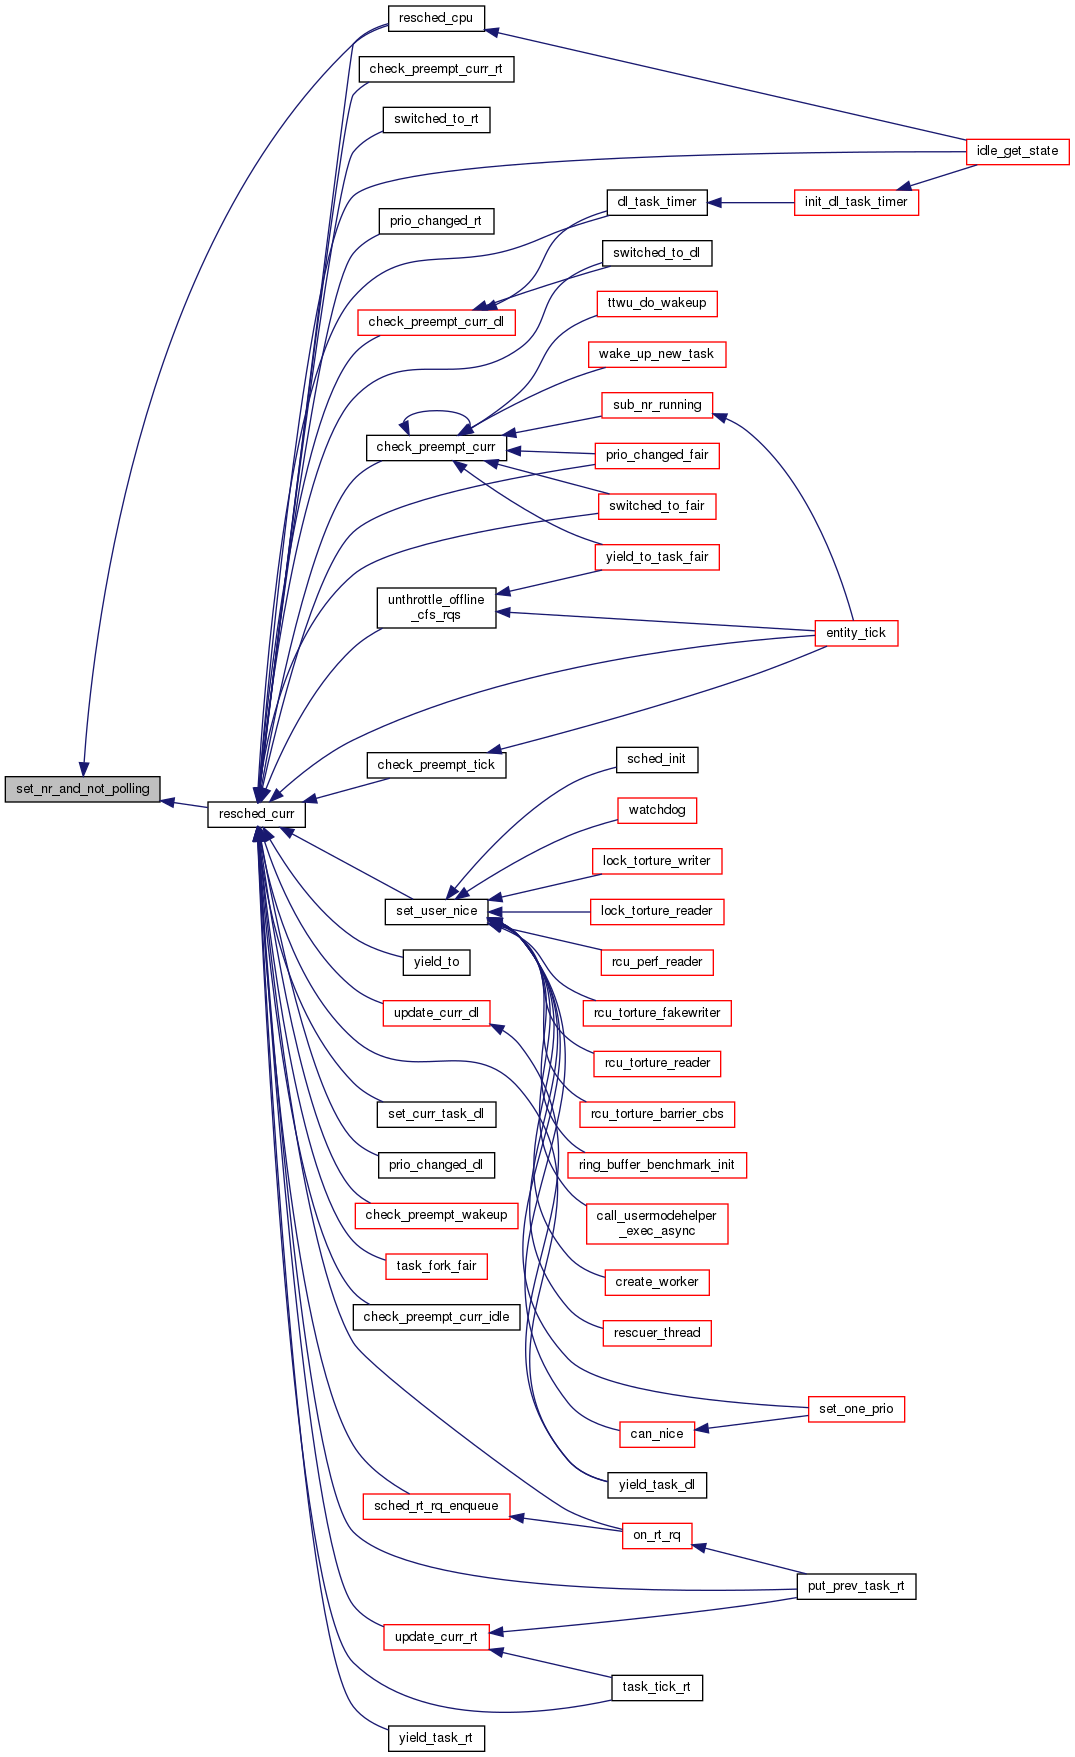 resched_cpu
check_preempt_curr_rt
switched_to_rt
idle_get_state
dl_task_timer
init_dl_task_timer
prio_changed_rt
switched_to_dl
ttwu_do_wakeup
check_preempt_curr_dl
wake_up_new_task
sub_nr_running
check_preempt_curr
prio_changed_fair
switched_to_fair
yield_to_task_fair
unthrottle_offline
_cfs_rqs
entity_tick
sched_init
check_preempt_tick
set_nr_and_not_polling
resched_curr
watchdog
lock_torture_writer
set_user_nice
lock_torture_reader
yield_to
rcu_perf_reader
update_curr_dl
rcu_torture_fakewriter
rcu_torture_reader
set_curr_task_dl
rcu_torture_barrier_cbs
prio_changed_dl
ring_buffer_benchmark_init
check_preempt_wakeup
call_usermodehelper
_exec_async
task_fork_fair
create_worker
check_preempt_curr_idle
rescuer_thread
set_one_prio
can_nice
yield_task_dl
sched_rt_rq_enqueue
on_rt_rq
put_prev_task_rt
update_curr_rt
task_tick_rt
yield_task_rt